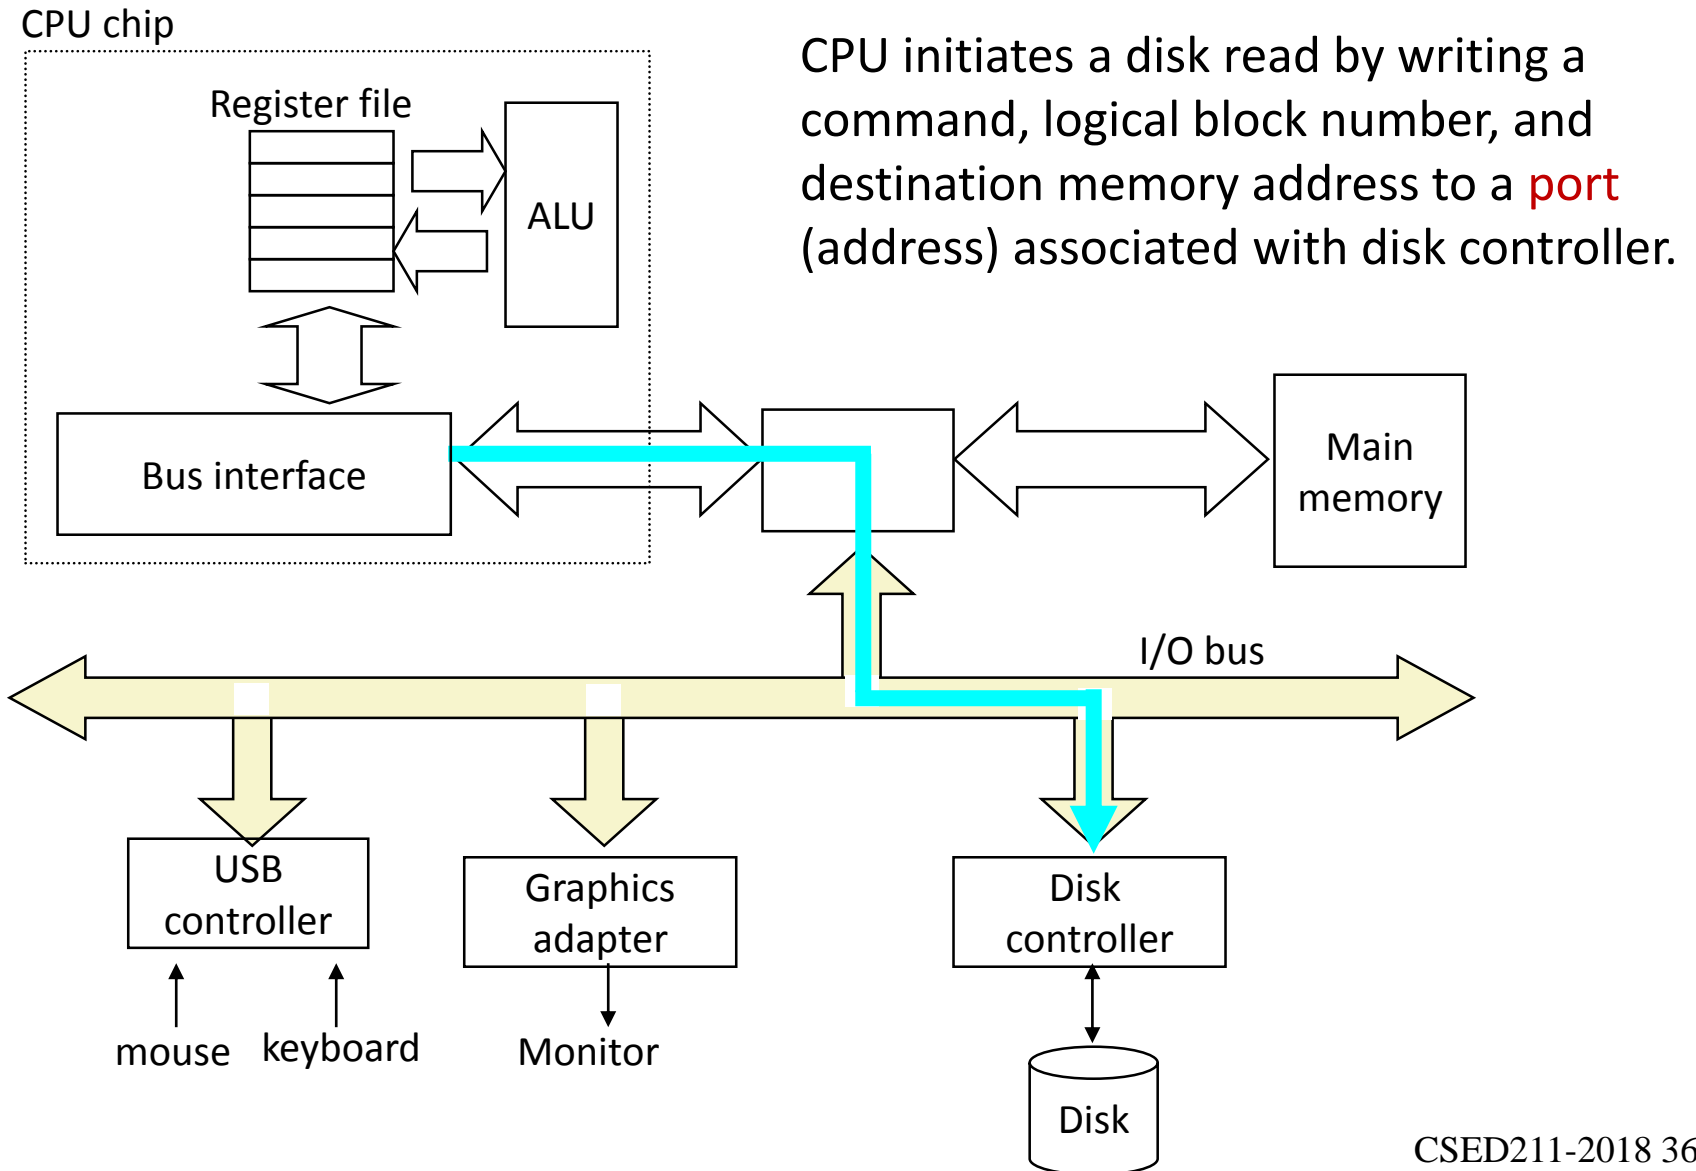 CPU chip
CPU initiates a disk read by writing a
command, logical block number, and
destination memory address to a port
(address) associated with disk controller.
Register file
ALU
Bus interface
Main
memory
I/O bus
USB
controller
Graphics
adapter
Disk
controller
mouse
keyboard
Monitor
Disk
CSED211-2018 36